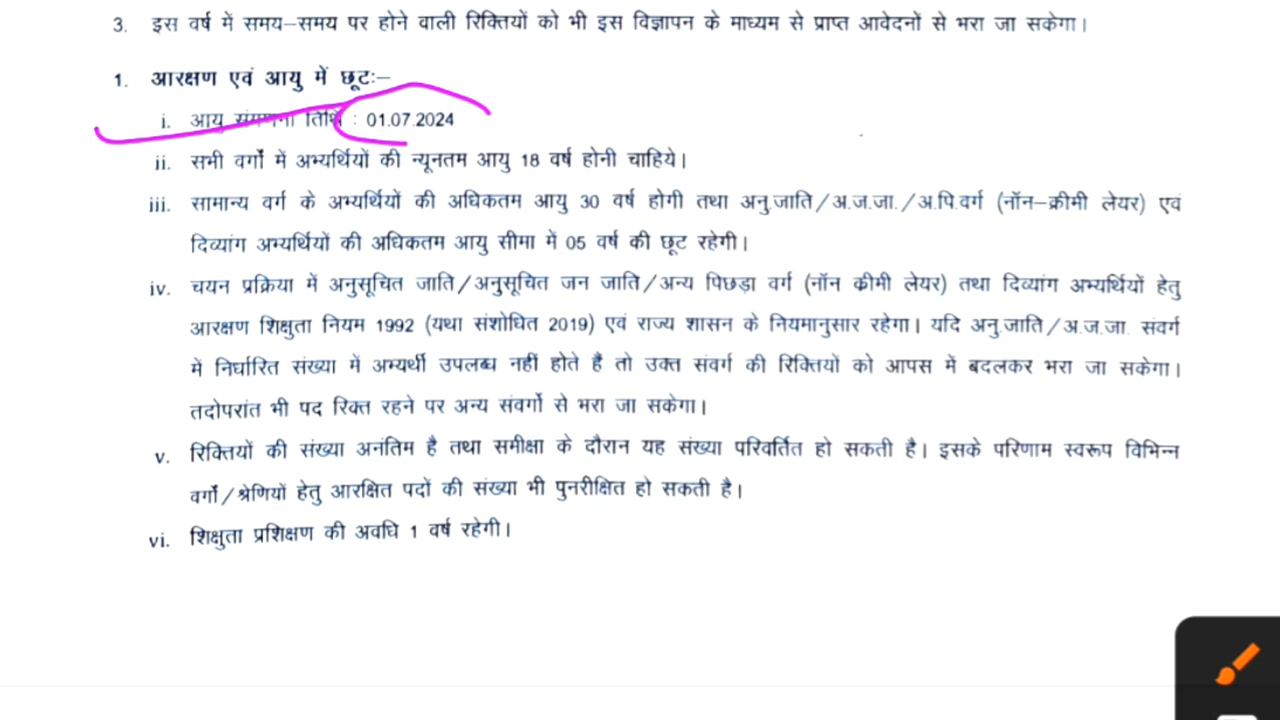 3. इस वर्ष में समय–समय पर होने वाली रिक्तियों को भी इस विज्ञापन के माध्यम से प्राप्त आवेदनों से भरा जा सकेगा।
1. आरक्षण एवं आयु में छूटः–
i. आयु संगणना तिथि : 01.07.2024
ii. सभी वर्गों में अभ्यर्थियों की न्यूनतम आयु 18 वर्ष होनी चाहिये।
iii. सामान्य वर्ग के अभ्यर्थियों की अधिकतम आयु 30 वर्ष होगी तथा अनु.जाति/अ.ज.जा./अ.पि.वर्ग (नॉन–क्रीमी लेयर) एवं
दिव्यांग अभ्यर्थियों की अधिकतम आयु सीमा में 05 वर्ष की छूट रहेगी।
iv. चयन प्रक्रिया में अनुसूचित जाति/अनुसूचित जन जाति/अन्य पिछड़ा वर्ग (नॉन क्रीमी लेयर) तथा दिव्यांग अभ्यर्थियों हेतु
आरक्षण शिक्षुता नियम 1992 (यथा संशोधित 2019) एवं राज्य शासन के नियमानुसार रहेगा। यदि अनु.जाति/अ.ज.जा. संवर्ग
में निर्धारित संख्या में अभ्यर्थी उपलब्ध नहीं होते है तो उक्त संवर्ग की रिक्तियों को आपस में बदलकर भरा जा सकेगा।
तदोपरांत भी पद रिक्त रहने पर अन्य संवर्गो से भरा जा सकेगा।
v. रिक्तियों की संख्या अनंतिम है तथा समीक्षा के दौरान यह संख्या परिवर्तित हो सकती है। इसके परिणाम स्वरूप विभिन्न
वर्गों/श्रेणियों हेतु आरक्षित पदों की संख्या भी पुनरीक्षित हो सकती है।
vi. शिक्षुता प्रशिक्षण की अवधि 1 वर्ष रहेगी।